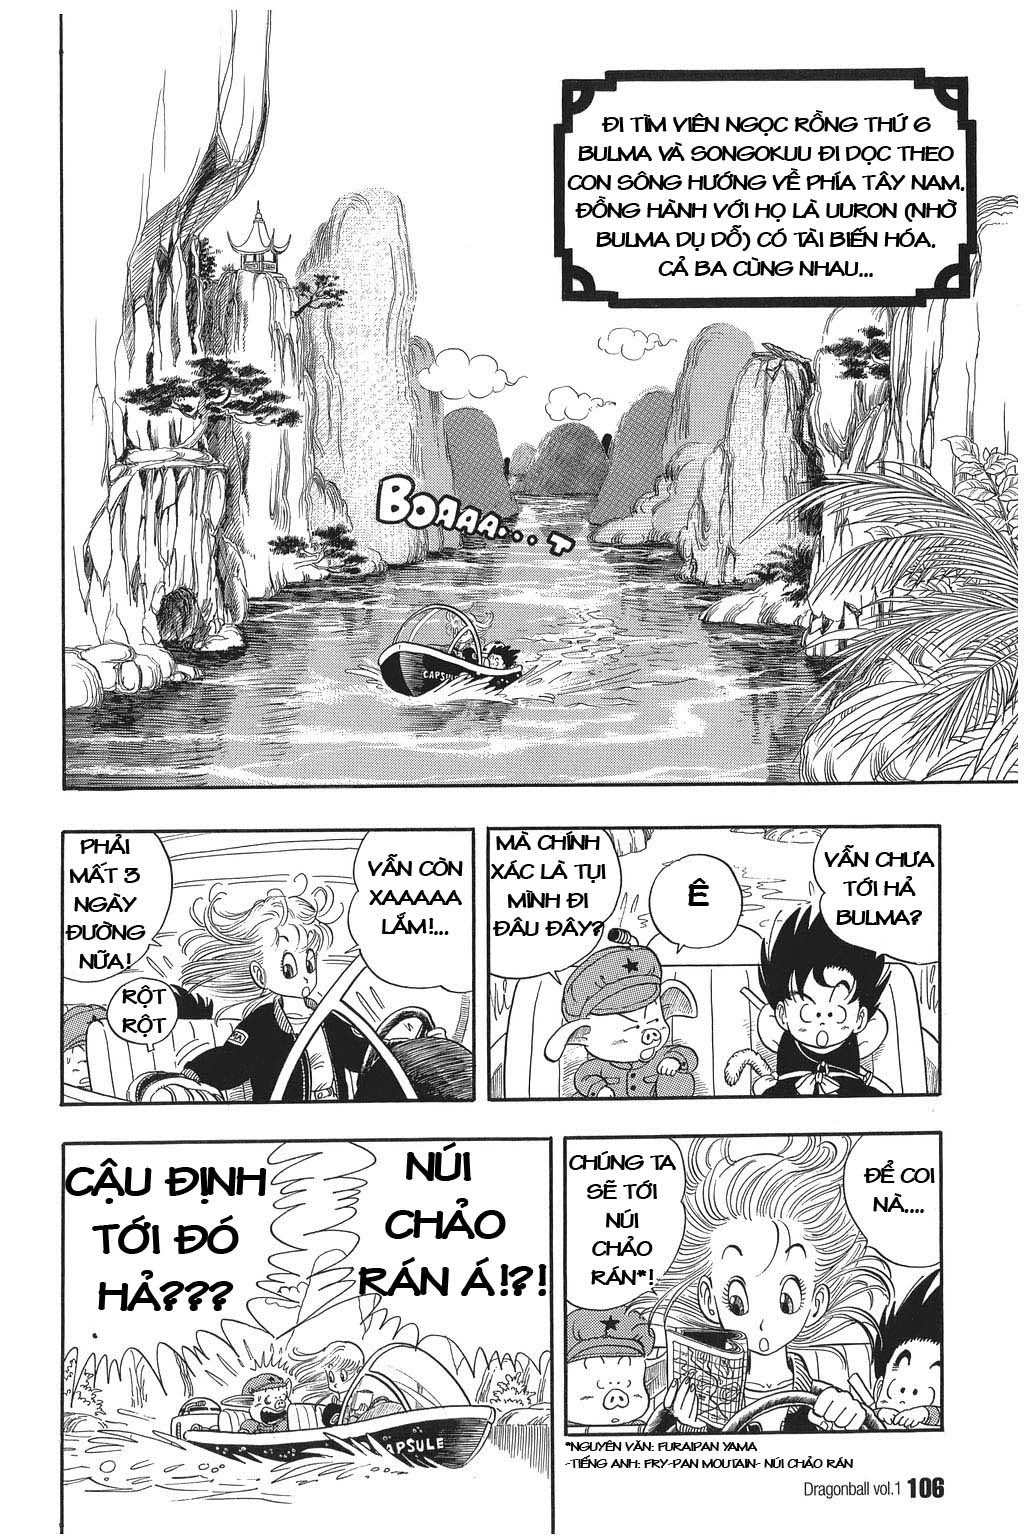 ĐI TÌM VIÊN NGỌC RỒNG THỨ 6
BULMA VÀ SONGOKUU ĐI DỌC THEO
CON SÔNG HƯỚNG VỀ PHÍA TÂY NAM.
ĐỒNG HÀNH VỚI HỌ LÀ UURON (NHỜ
BULMA DỤ DỖ) CÓ TÀI BIẾN HÓA.
CẢ BA CÙNG NHAU...
BOAAA...
CAPSULE
VẪN CHƯA
TỚI HẢ
BULMA?
Ê
MÀ CHÍNH
XÁC LÀ TỤI
MÌNH ĐI
ĐÂU ĐÂY?
VẪN CÒN
XAAAAA
LẮM!...
PHẢI
MẤT 3
NGÀY
ĐƯỜNG
NỮA!
RỘT
RỘT
ĐỂ COI
NÀ....
CHÚNG TA
SẼ TỚI
NÚI
CHẢO
RÁN*!
NÚI
CHẢO
RÁN Á!?!
CẬU ĐỊNH
TỚI ĐÓ
HẢ???
CAPSULE
*NGUYÊN VĂN: FURAIPAN YAMA
-TIẾNG ANH: FRY-PAN MOUTAIN- NÚI CHẢO RÁN
Dragonball vol.1 106